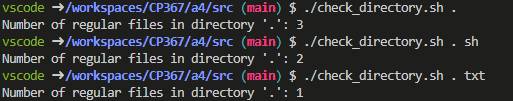 vscode ➜/workspaces/CP367/a4/src (main) $ ./check_directory.sh .
Number of regular files in directory '.': 3
vscode ➜/workspaces/CP367/a4/src (main) $ ./check_directory.sh . sh
Number of regular files in directory '.': 2
vscode ➜/workspaces/CP367/a4/src (main) $ ./check_directory.sh . txt
Number of regular files in directory '.': 1